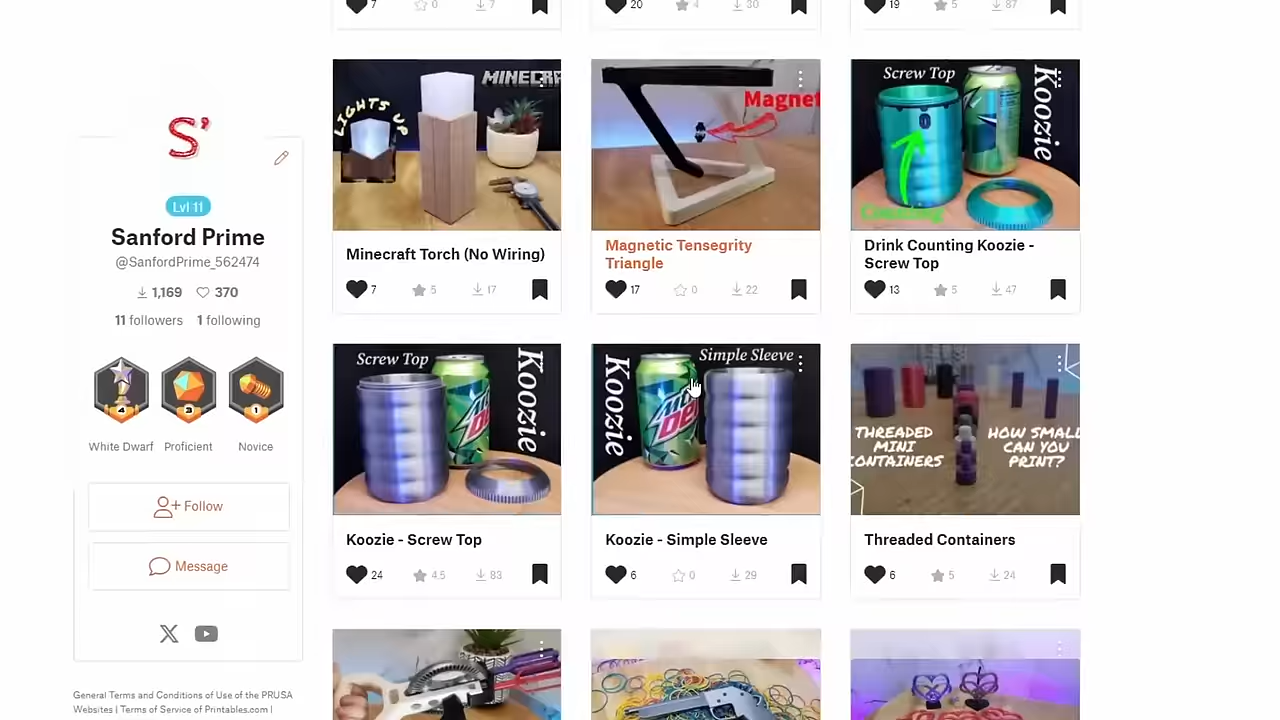 7 0 7
20 4 30
19 5 87
S'
Lvl 11
Sanford Prime
@SanfordPrime_562474
1,169 370
11 followers 1 following
4 3 1
White Dwarf Proficient Novice
Follow
Message
General Terms and Conditions of Use of the PRUSA
Websites | Terms of Service of Printables.com |
MINECR
LIGHTS UP
Minecraft Torch (No Wiring)
7 5 17
Magnet
Magnetic Tensegrity
Triangle
17 0 22
Screw Top
Koozie
Counting
Drink Counting Koozie -
Screw Top
13 5 47
Screw Top
Koozie
Koozie - Screw Top
24 4.5 83
Simple Sleeve
Koozie
Koozie - Simple Sleeve
6 0 29
THREADED
MINI
CONTAINERS
HOW SMALL
CAN YOU
PRINT?
Threaded Containers
6 5 24